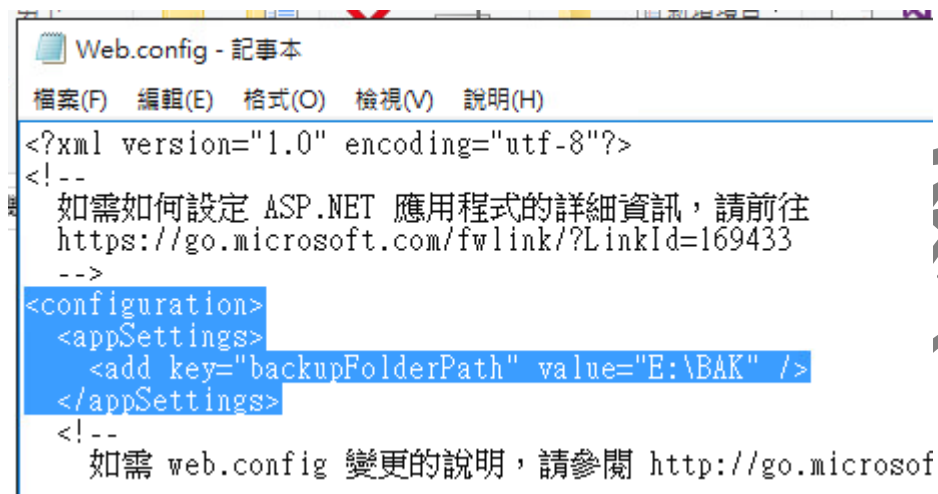 Web.config - 記事本
檔案(F) 編輯(E) 格式(O) 檢視(V) 說明(H)
<?xml version="1.0" encoding="utf-8"?>
<!--
如需如何設定 ASP.NET 應用程式的詳細資訊，請前往
https://go.microsoft.com/fwlink/?LinkId=169433
-->
<configuration>
<appSettings>
<add key="backupFolderPath" value="E:\BAK" />
</appSettings>
<!--
如需 web.config 變更的說明，請參閱 http://go.microsof